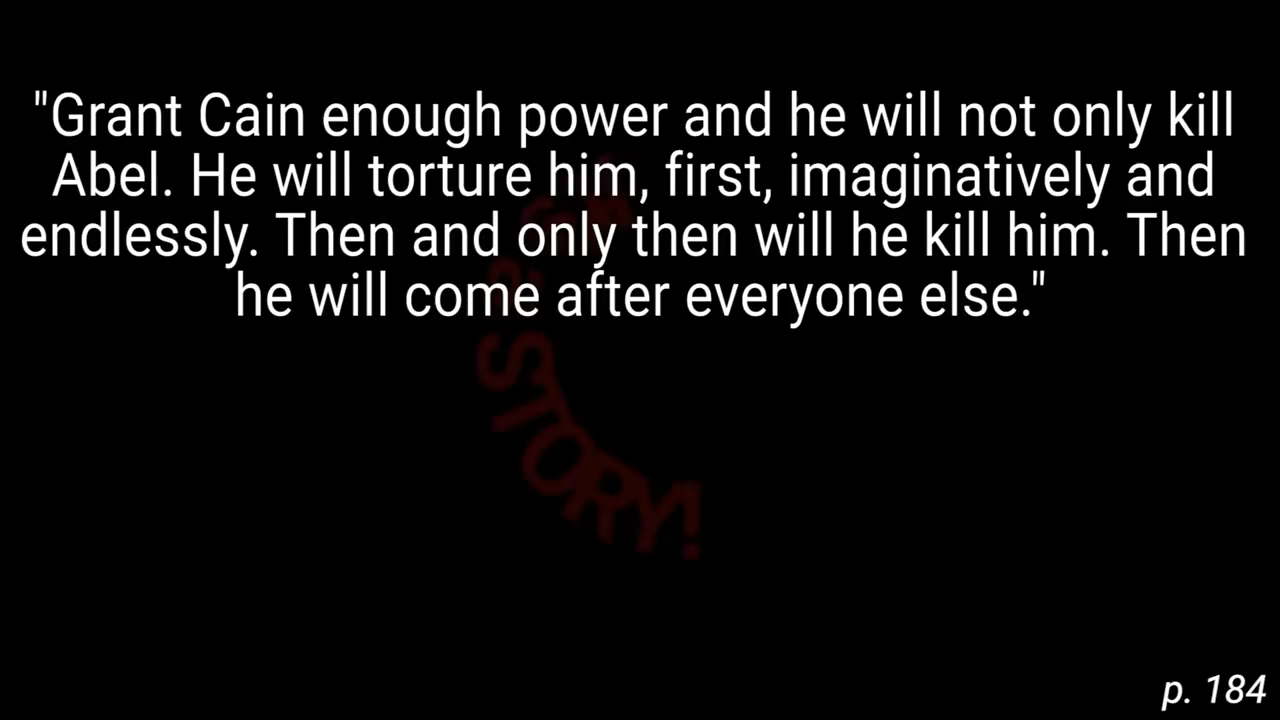 "Grant Cain enough power and he will not only kill
Abel. He will torture him, first, imaginatively and
endlessly. Then and only then will he kill him. Then
he will come after everyone else."
STORY!
p. 184